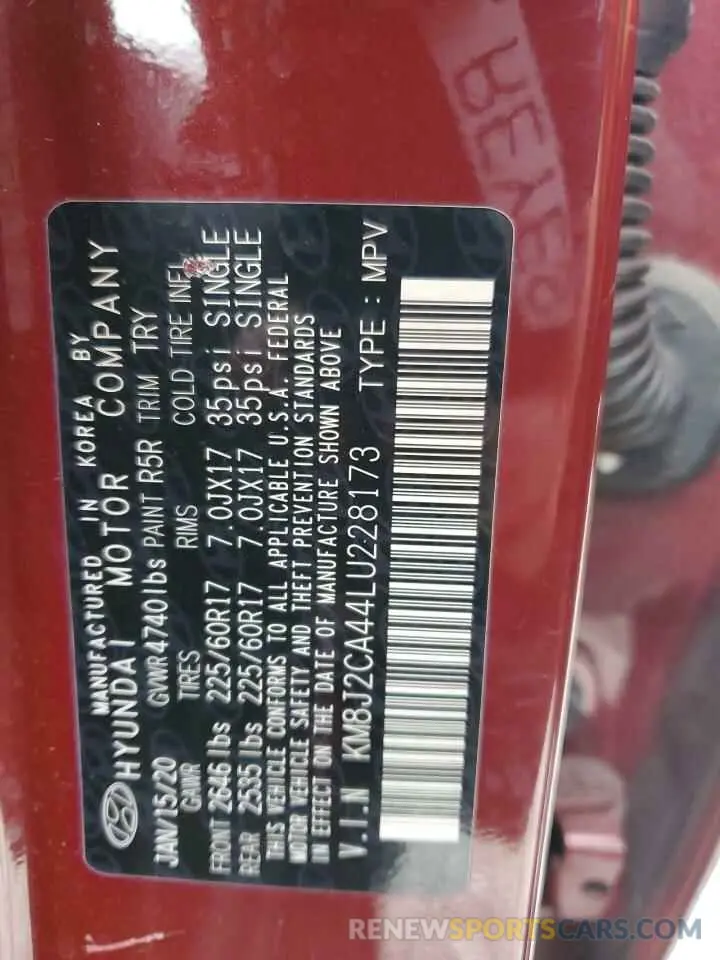 MANUFACTURED IN KOREA BY
HYUNDAI MOTOR COMPANY
JAN/15/20 GVWR 4740lbs PAINT R5R TRIM TRY
GAWR TIRES RIMS COLD TIRE INFL
FRONT 2646 lbs 225/60R17 7.0JX17 35psi SINGLE
REAR 2535 lbs 225/60R17 7.0JX17 35psi SINGLE
THIS VEHICLE CONFORMS TO ALL APPLICABLE U.S.A. FEDERAL
MOTOR VEHICLE SAFETY AND THEFT PREVENTION STANDARDS
IN EFFECT ON THE DATE OF MANUFACTURE SHOWN ABOVE
V.I.N KM8J2CA44LU228173 TYPE : MPV
RENEWSPORTSCARS.COM